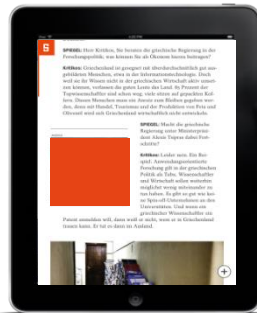 S
SPIEGEL: Herr Kritikos, Sie beraten die griechische Regierung in der
Forschungspolitik, was können Sie als Ökonom hieran beitragen?
Kritikos: Griechenland ist gesegnet mit überdurchschnittlich gut aus-
gebildeten Menschen, etwa in der Informationstechnologie. Doch
weil sie ihr Wissen nicht in der griechischen Wirtschaft aktiv umset-
zen können, verlassen die guten Leute das Land. 85 Prozent der
Topwissenschaftler sind schon weg, viele sitzen auf gepackten Kof-
fern. Diesen Menschen muss ein Anreiz zum Bleiben gegeben wer-
den, denn mit Handel, Tourismus und der Produktion von Feta und
Olivenöl wird sich Griechenland wirtschaftlich nicht entwickeln.
SPIEGEL: Macht die griechische
Regierung unter Ministerpräsi-
dent Alexis Tsipras dabei Fort-
schritte?
Kritikos: Leider nein. Ein Bei-
spiel: Anwendungsorientierte
Forschung gilt in der griechischen
Politik als Tabu. Wissenschaftler
und Wirtschaft sollen weiterhin
möglichst wenig miteinander zu
tun haben. Es gibt so gut wie kei-
ne Spin-off-Unternehmen an den
Universitäten. Und wenn ein
griechischer Wissenschaftler ein
Patent anmelden will, dann weiß er nicht, wem er in Griechenland
trauen kann. Er tut es dann im Ausland.